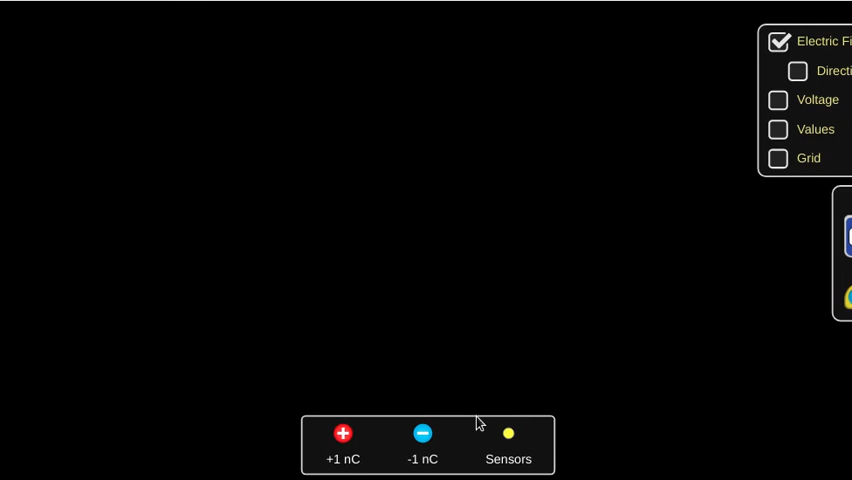 Electric Fi
Directi
Voltage
Values
Grid
+1 nC
-1 nC
Sensors